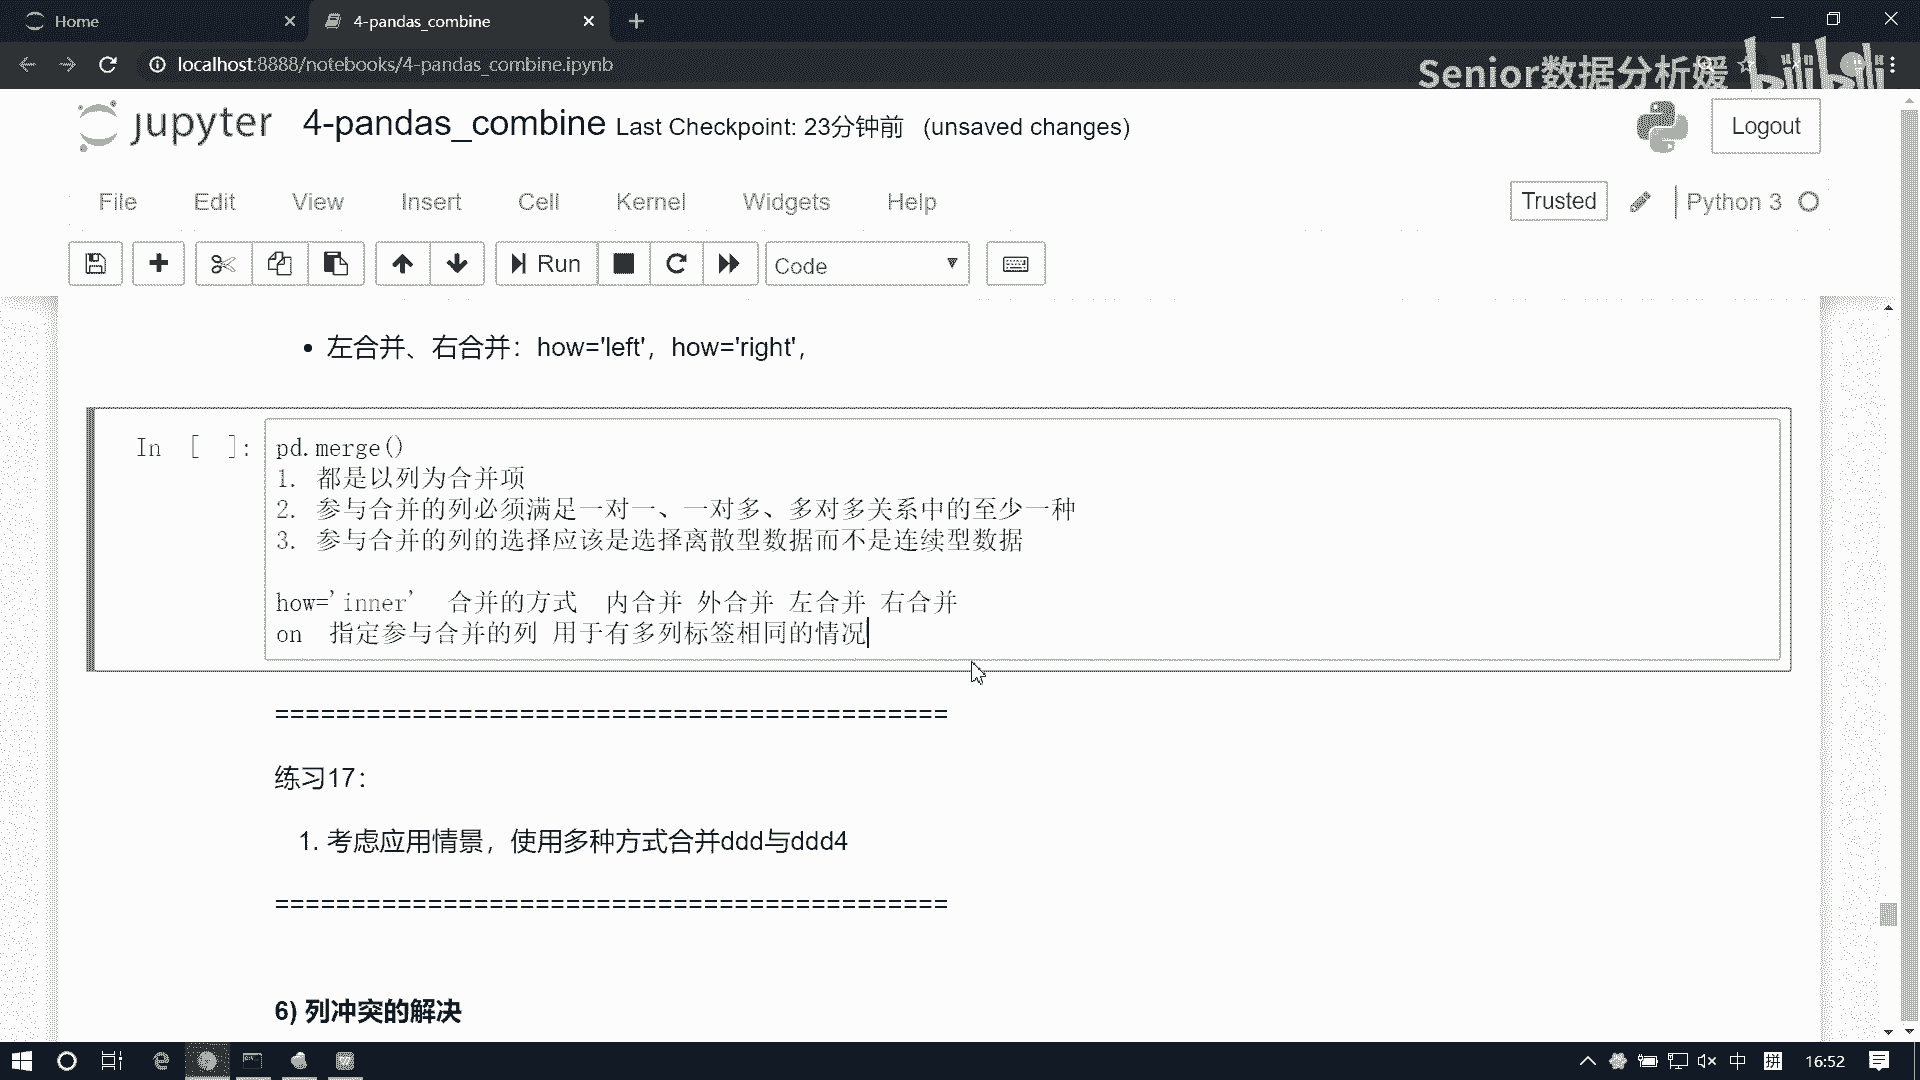 Home
4-pandas_combine
localhost:8888/notebooks/4-pandas_combine.ipynb
Senior数据分析媛
bilibili
jupyter 4-pandas_combine Last Checkpoint: 23分钟前 (unsaved changes)
Logout
File Edit View Insert Cell Kernel Widgets Help
Trusted
Python 3
Run
Code
• 左合并、右合并：how='left'，how='right'，
In [ ]:
pd.merge()
1. 都是以列为合并项
2. 参与合并的列必须满足一对一、一对多、多对多关系中的至少一种
3. 参与合并的列的选择应该是选择离散型数据而不是连续型数据
how='inner' 合并的方式 内合并 外合并 左合并 右合并
on 指定参与合并的列 用于有多列标签相同的情况
============================================
练习17：
1. 考虑应用情景，使用多种方式合并ddd与ddd4
============================================
6) 列冲突的解决
中
拼
16:52